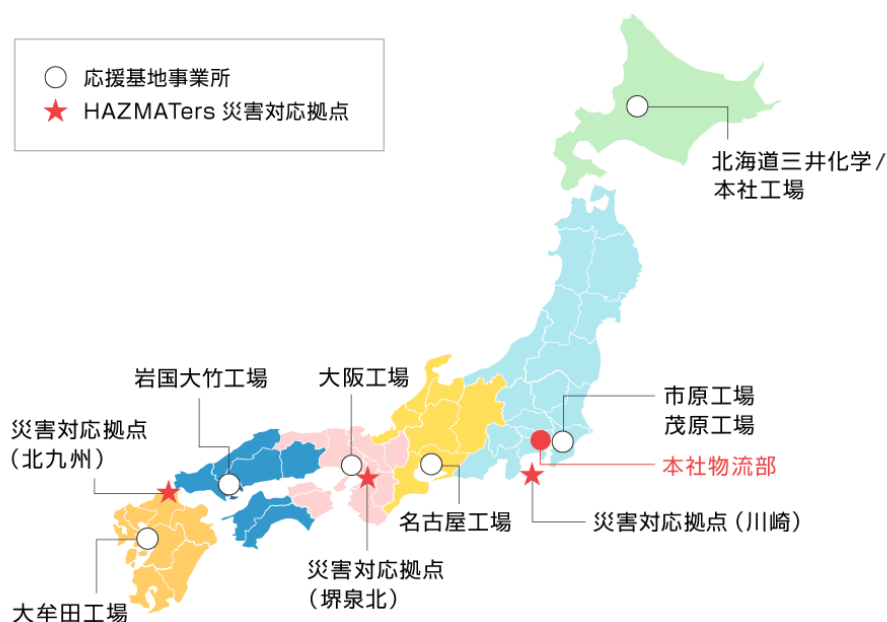 応援基地事業所
HAZMATers 災害対応拠点
北海道三井化学/
本社工場
岩国大竹工場
大阪工場
市原工場
茂原工場
災害対応拠点
(北九州)
本社物流部
名古屋工場
災害対応拠点(川崎)
災害対応拠点
(堺泉北)
大牟田工場